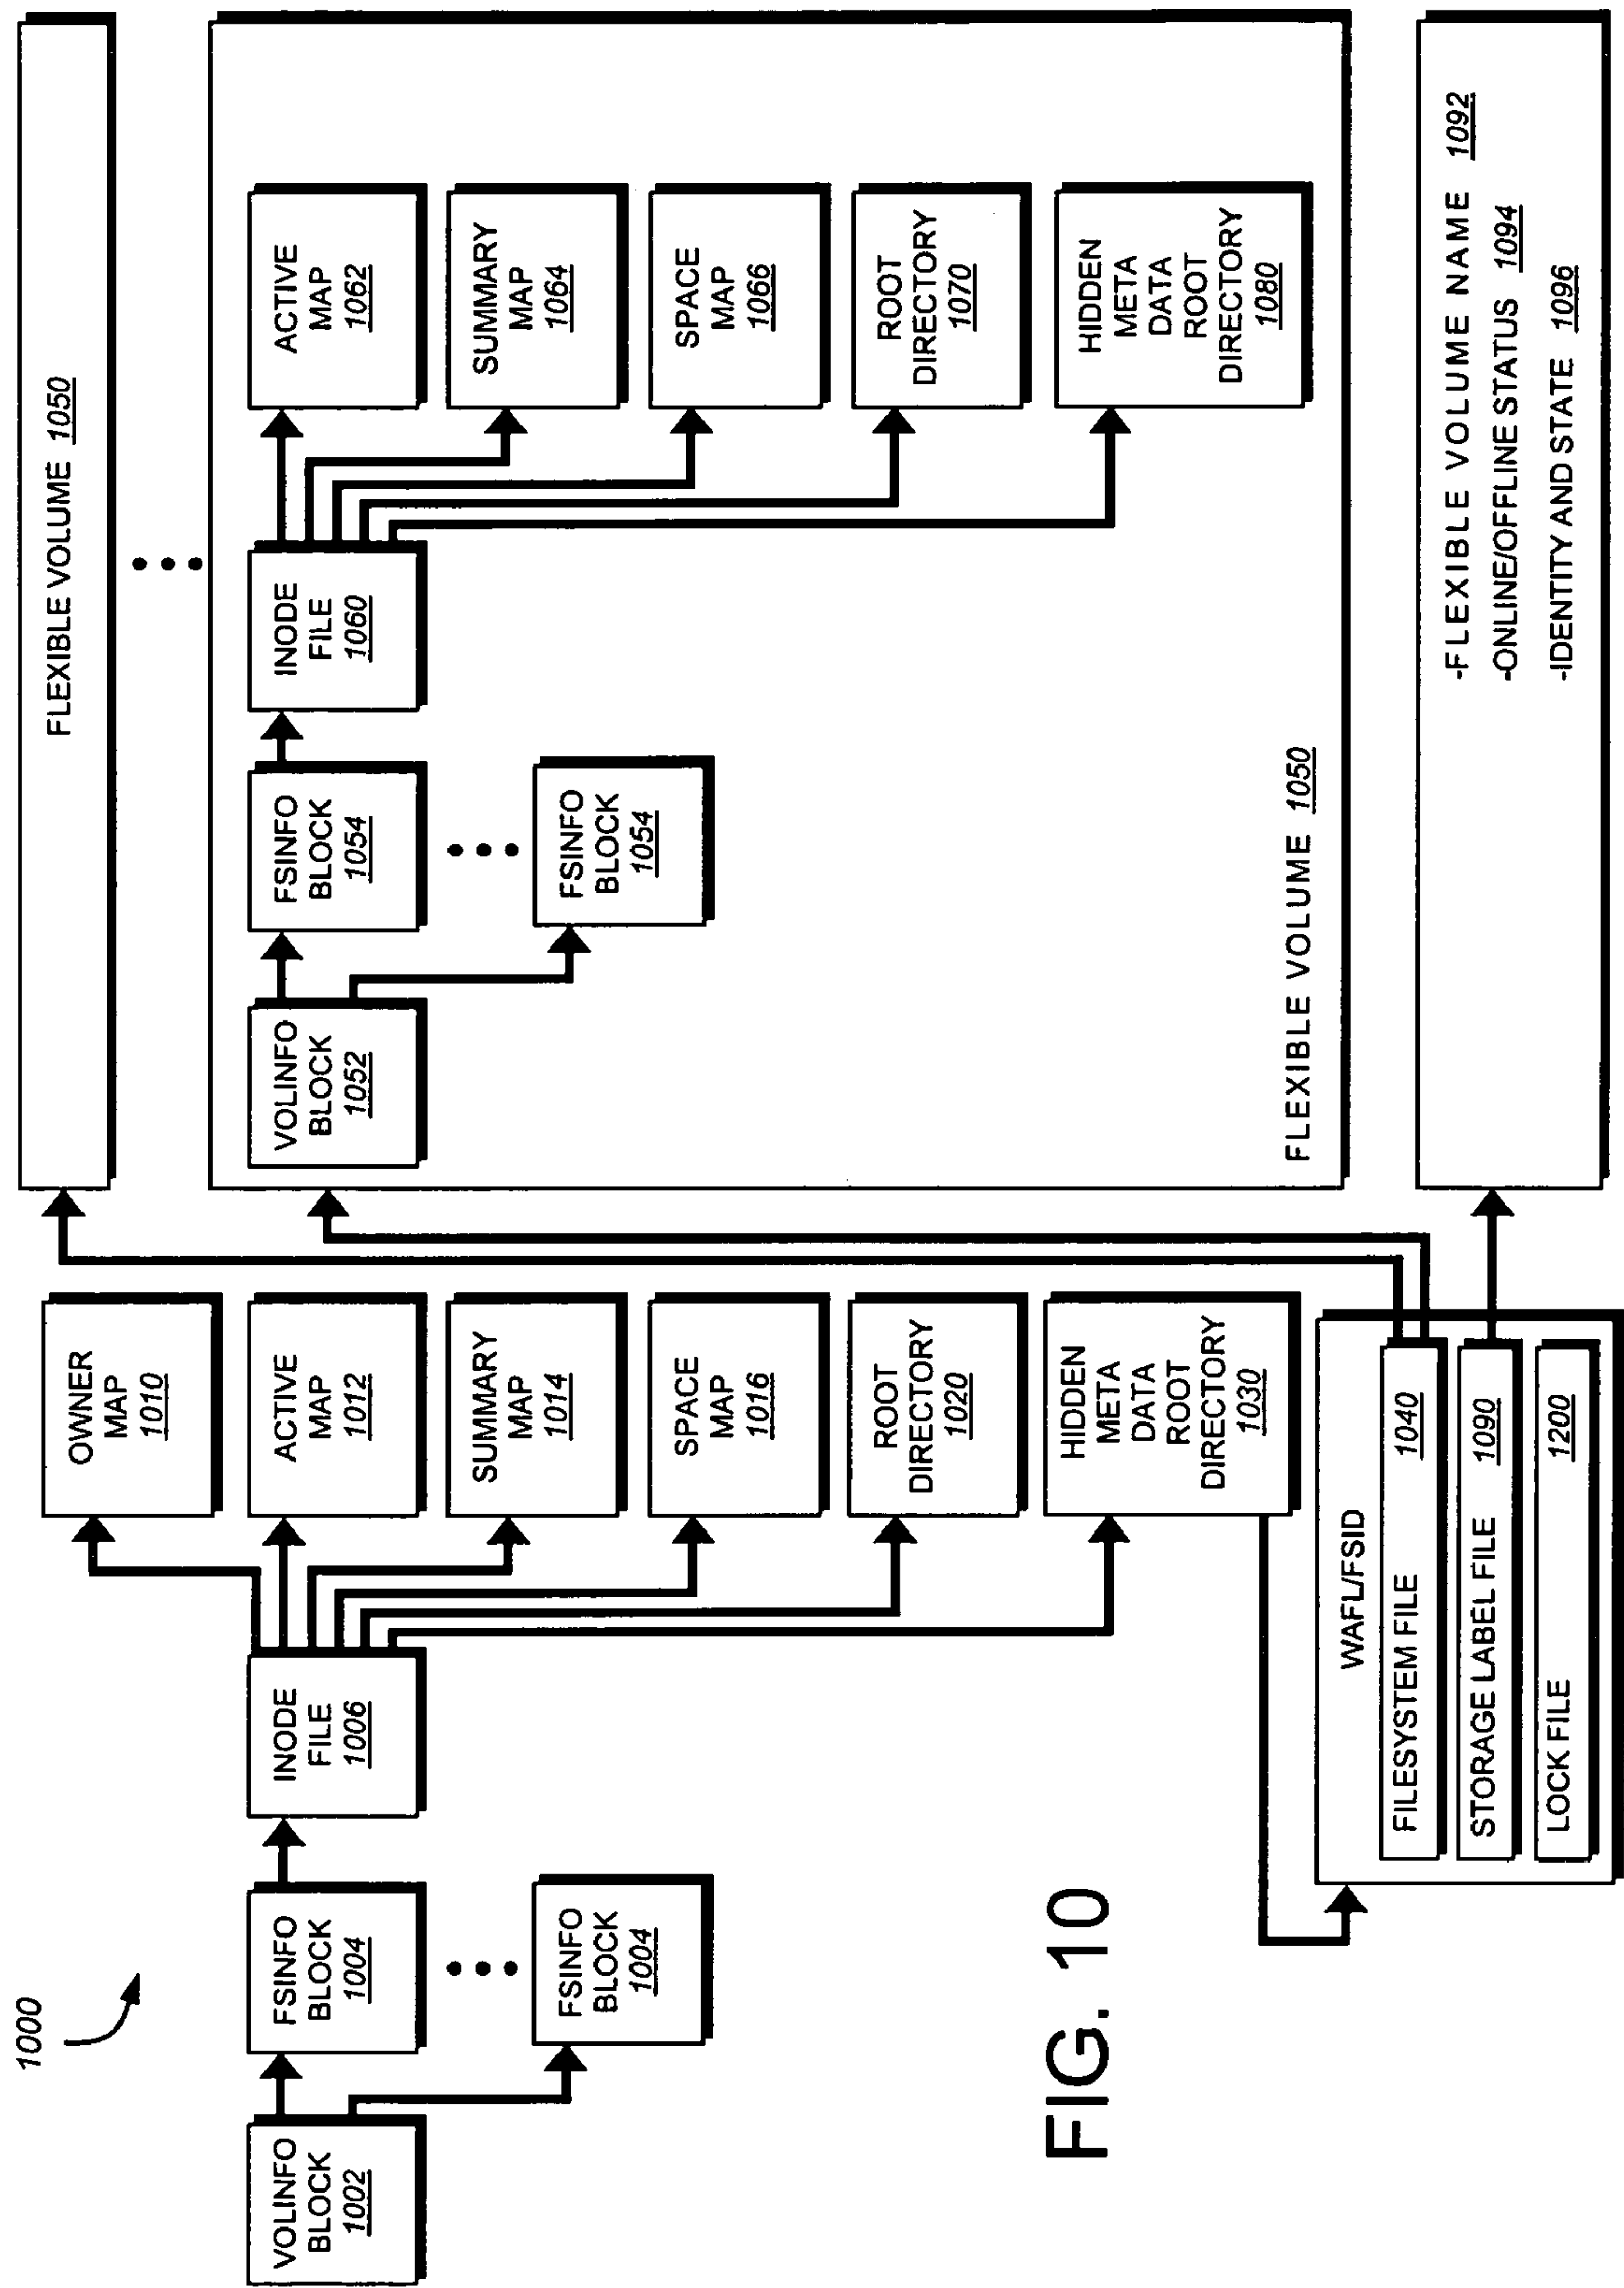 1000
VOLINFO
BLOCK
1002
FSINFO
BLOCK
1004
FSINFO
BLOCK
1004
INODE
FILE
1006
OWNER
MAP
1010
ACTIVE
MAP
1012
SUMMARY
MAP
1014
SPACE
MAP
1016
ROOT
DIRECTORY
1020
HIDDEN
META
DATA
ROOT
DIRECTORY
1030
WAFL/FSID
FILESYSTEM FILE 1040
STORAGE LABEL FILE 1090
LOCK FILE 1200
FLEXIBLE VOLUME 1050
VOLINFO
BLOCK
1052
FSINFO
BLOCK
1054
FSINFO
BLOCK
1054
INODE
FILE
1060
ACTIVE
MAP
1062
SUMMARY
MAP
1064
SPACE
MAP
1066
ROOT
DIRECTORY
1070
HIDDEN
META
DATA
ROOT
DIRECTORY
1080
FLEXIBLE VOLUME 1050
-FLEXIBLE VOLUME NAME 1092
-ONLINE/OFFLINE STATUS 1094
-IDENTITY AND STATE 1096
FIG. 10